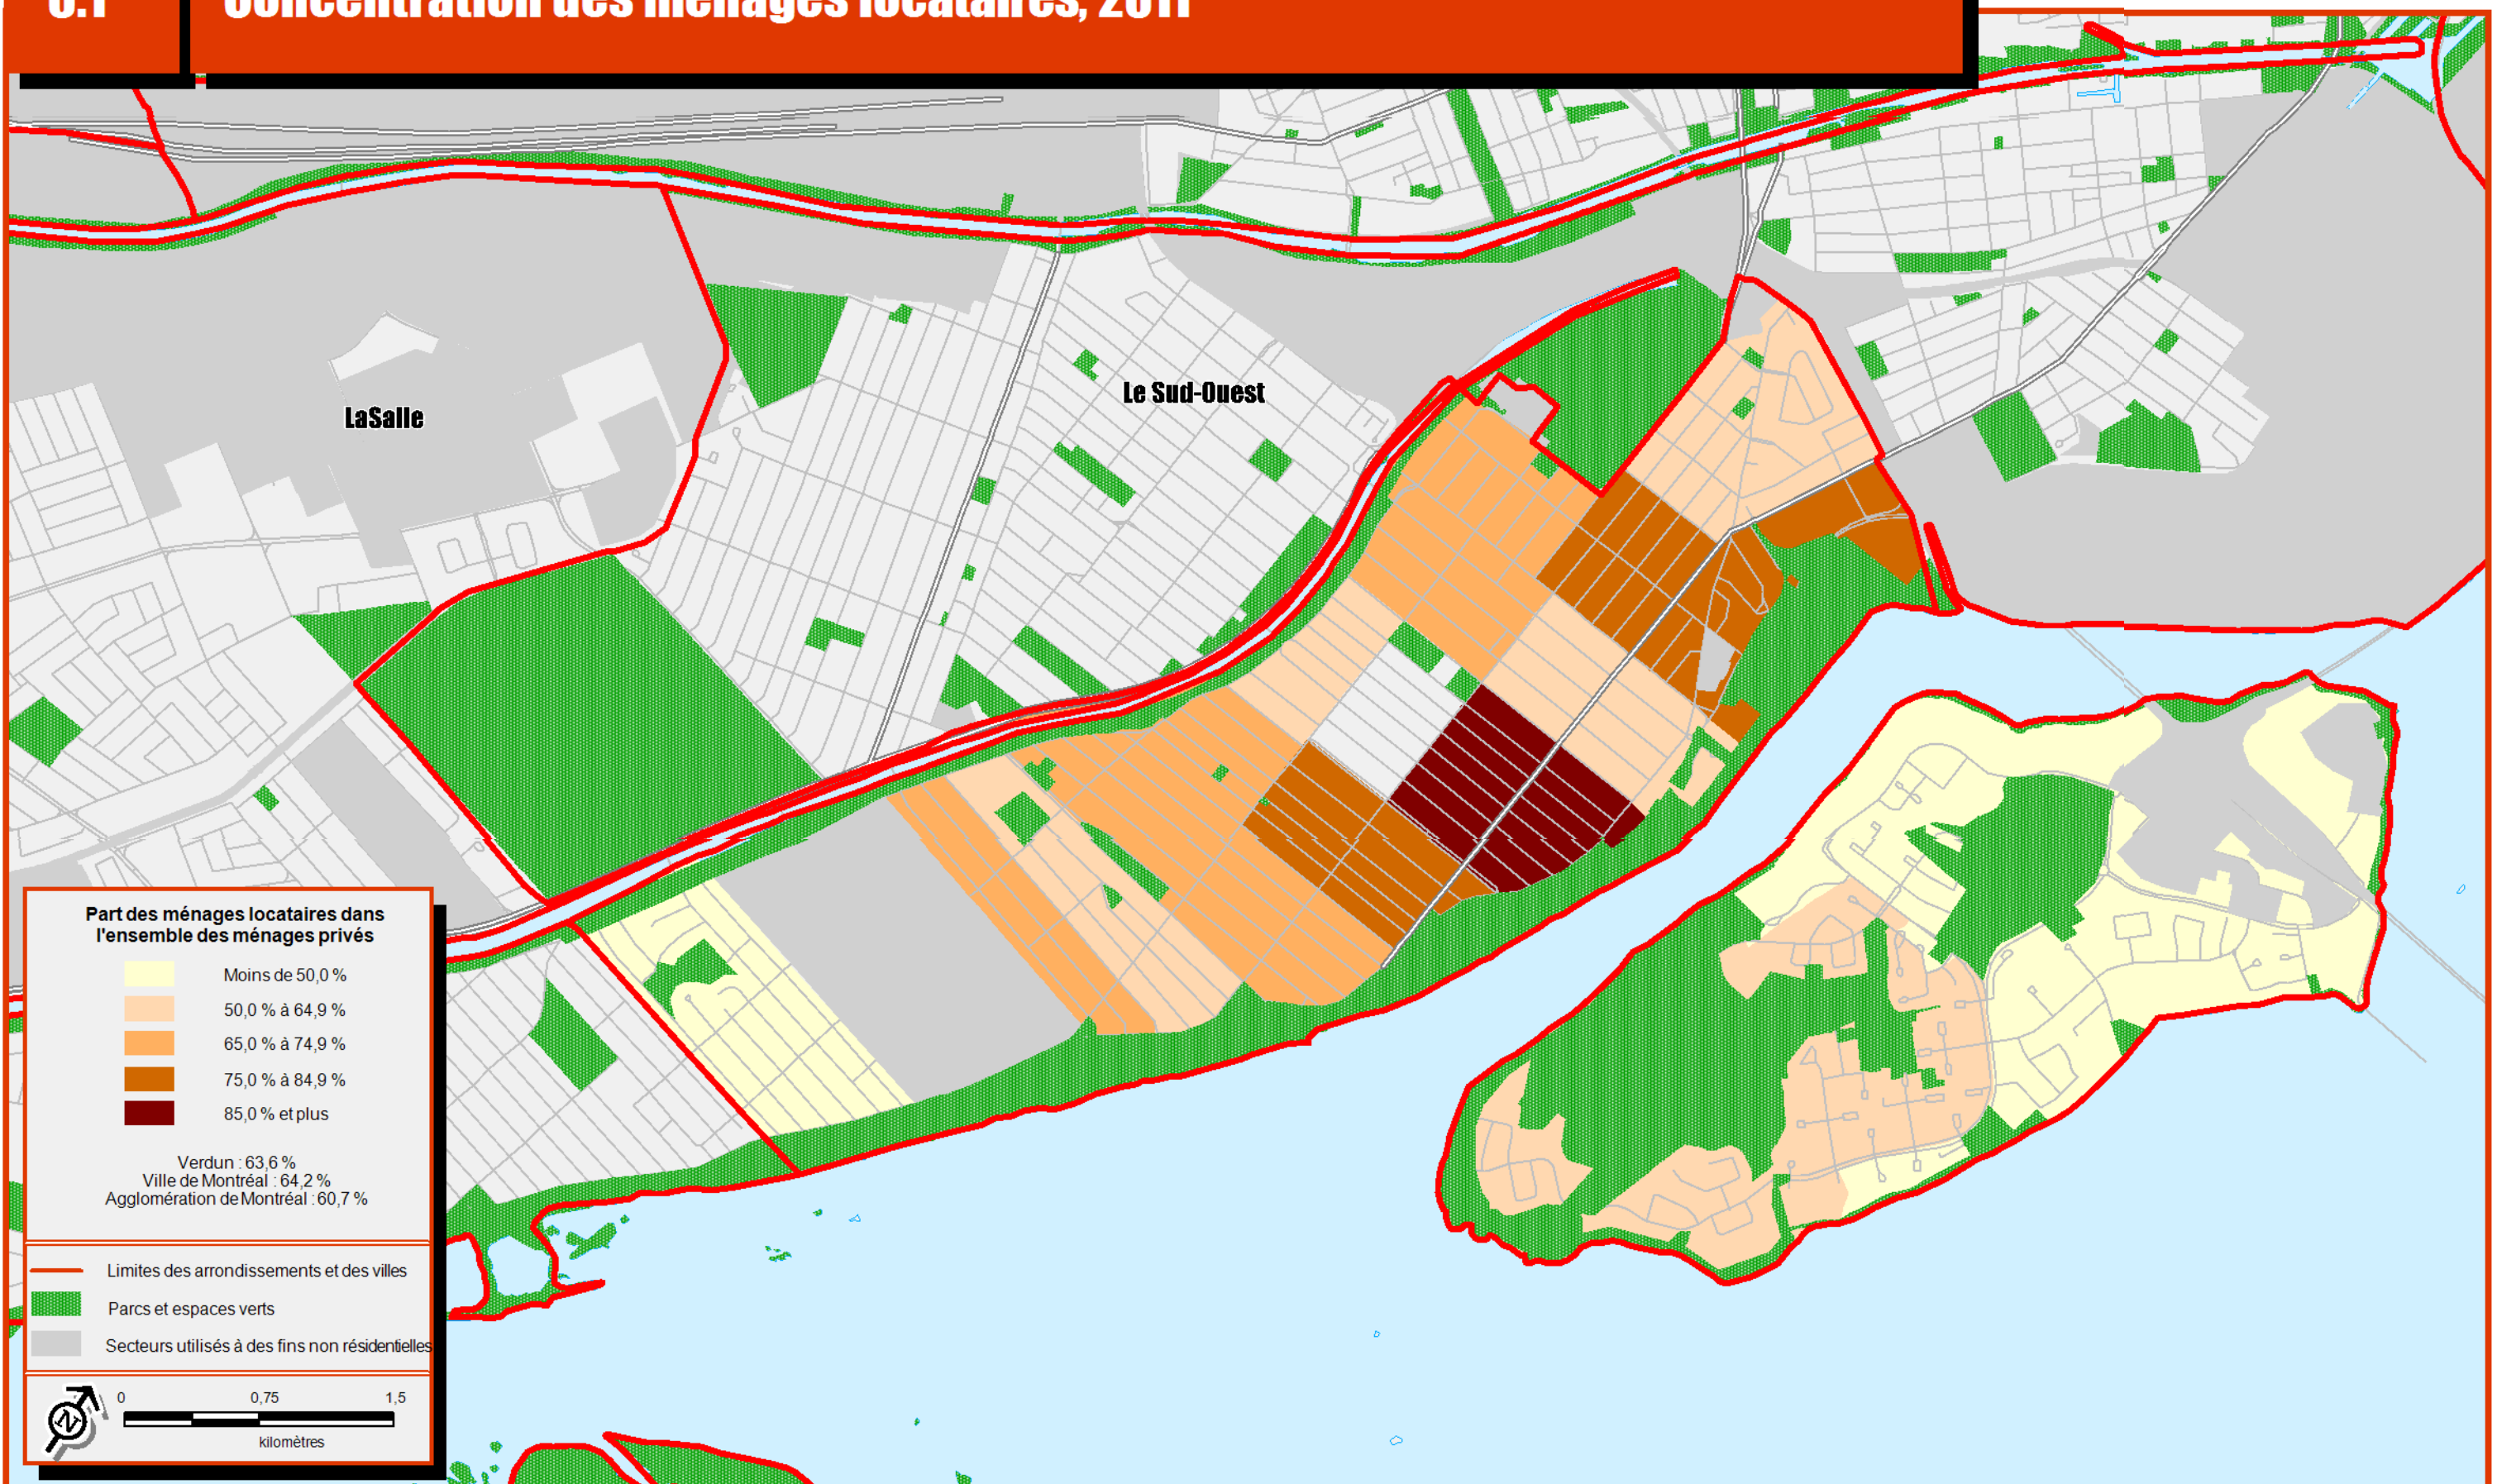 Concentration des ménages locataires, 2011
LaSalle
Le Sud-Ouest
Part des ménages locataires dans
l'ensemble des ménages privés
Moins de 50,0 %
50,0 % à 64,9 %
65,0 % à 74,9 %
75,0 % à 84,9 %
85,0 % et plus
Verdun : 63,6 %
Ville de Montréal : 64,2 %
Agglomération de Montréal : 60,7 %
Limites des arrondissements et des villes
Parcs et espaces verts
Secteurs utilisés à des fins non résidentielles
N
0 0,75 1,5
kilomètres